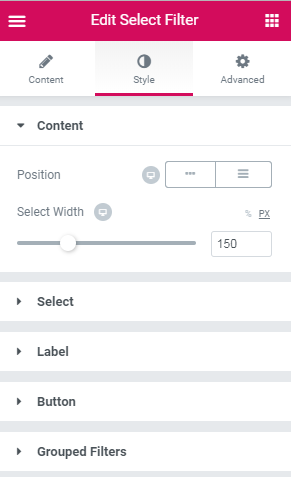 Edit Select Filter
Content Style Advanced
Content
Position
Select Width % PX
150
Select
Label
Button
Grouped Filters